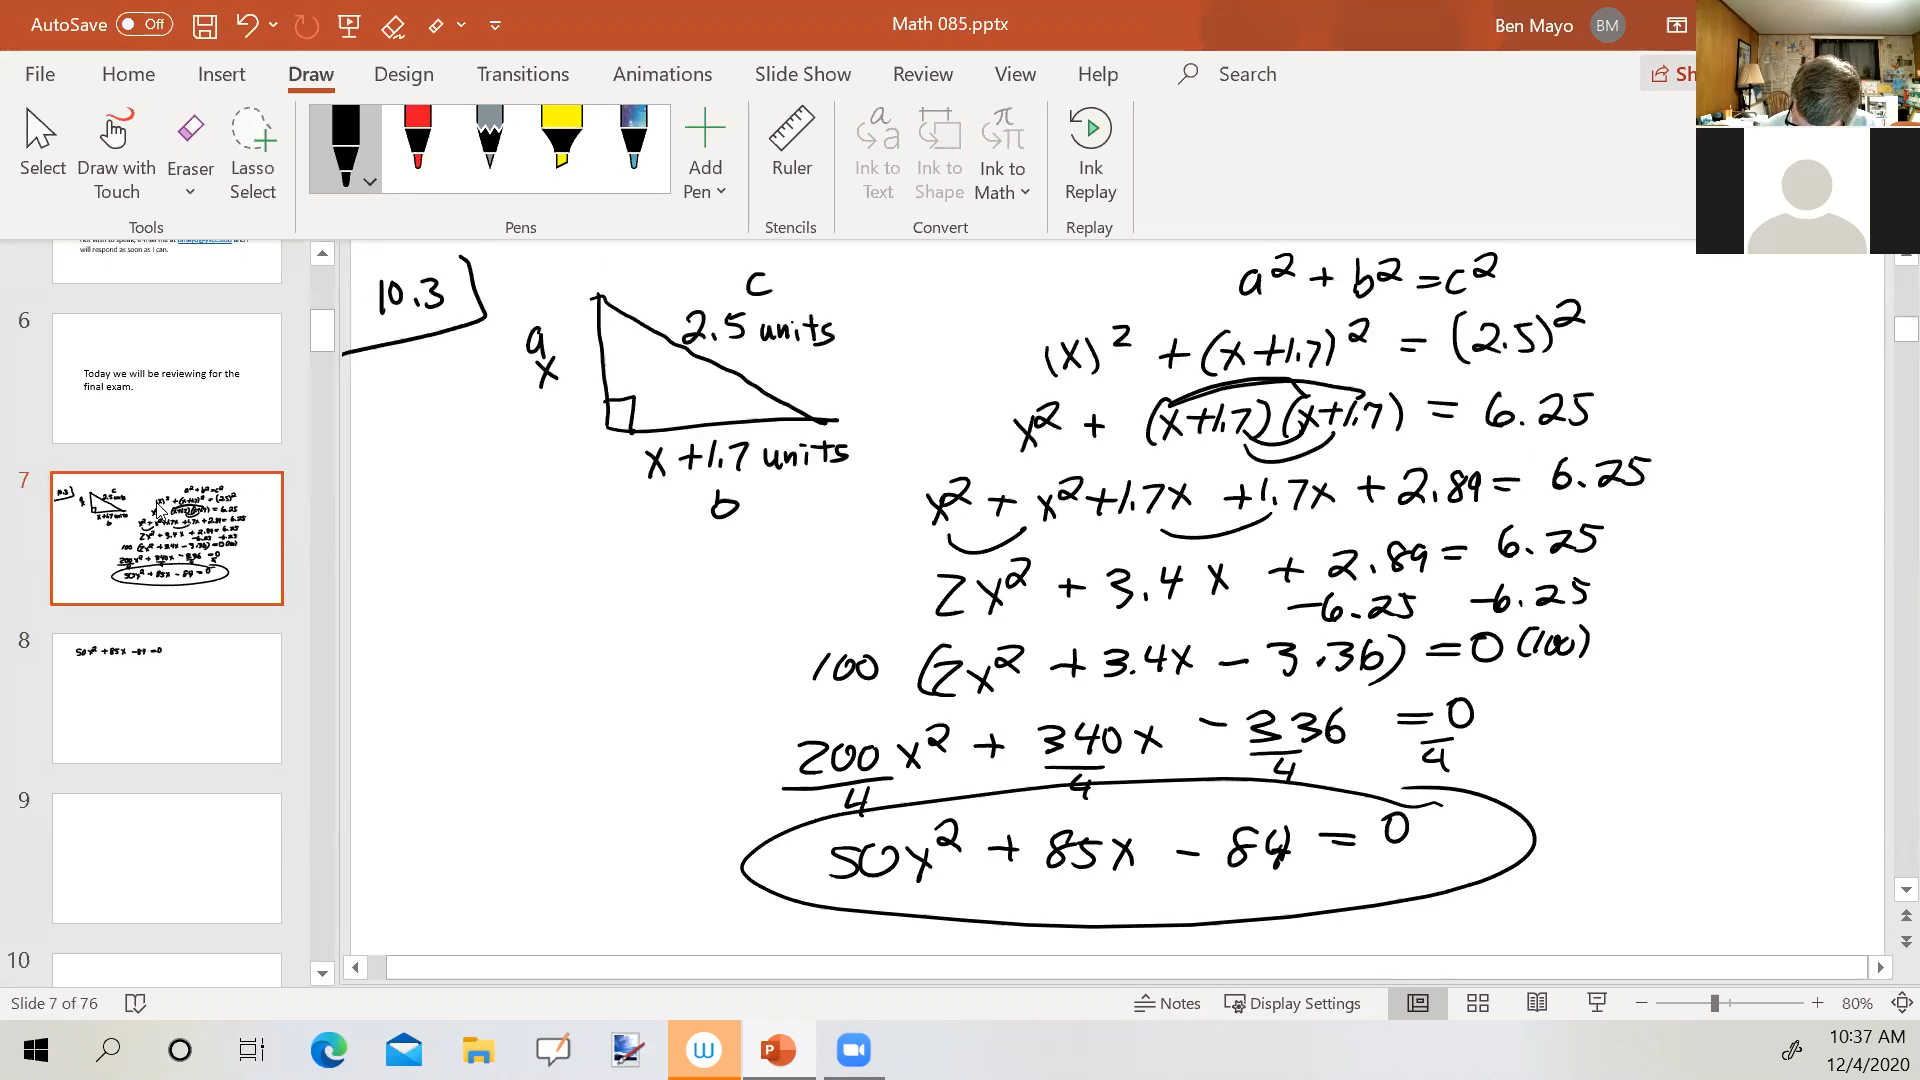 AutoSave Off
Math 085.pptx
Ben Mayo BM
File Home Insert Draw Design Transitions Animations Slide Show Review View Help Search Sh
Select
Draw with Touch
Eraser
Lasso Select
Add Pen
Ruler
Ink to Text
Ink to Shape
Ink to Math
Ink Replay
Tools Pens Stencils Convert Replay
will respond as soon as I can.
6
Today we will be reviewing for the
final exam.
7
8
50x² + 85x - 84 = 0
9
10
10.3
c
2.5 units
a
x
x + 1.7 units
b
a² + b² = c²
(x)² + (x+1.7)² = (2.5)²
x² + (x+1.7)(x+1.7) = 6.25
x² + x² + 1.7x + 1.7x + 2.89 = 6.25
2x² + 3.4x + 2.89 = 6.25
-6.25 -6.25
100 (2x² + 3.4x - 3.36) = 0 (100)
200x² + 340x - 336 = 0
4 4 4 4
50x² + 85x - 84 = 0
Slide 7 of 76
Notes Display Settings 80%
W P
10:37 AM
12/4/2020